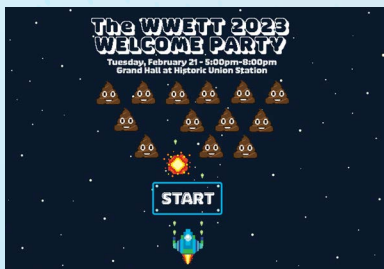 The WWETT 2023
WELCOME PARTY
Tuesday, February 21 - 5:00pm-8:00pm
Grand Hall at Historic Union Station
START